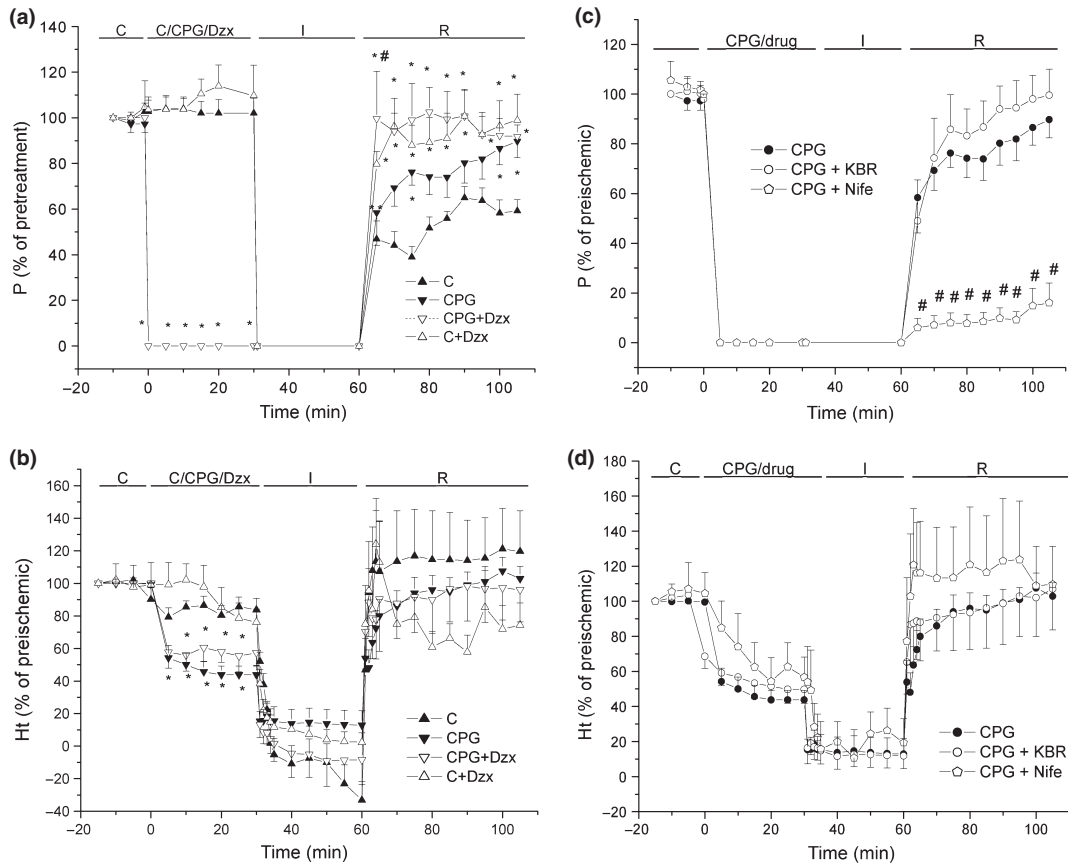 (a)
C C/CPG/Dzx I R
140
120
100
80
60
40
20
0
P (% of pretreatment)
* # * * * * * * *
* * * * * * *
** * * *
* * * * * *
C
CPG
CPG+Dzx
C+Dzx
−20 0 20 40 60 80 100
Time (min)
(c)
CPG/drug I R
120
100
80
60
40
20
0
P (% of preischemic)
CPG
CPG + KBR
CPG + Nife
# # # # # # # # #
−20 0 20 40 60 80 100
Time (min)
(b)
C C/CPG/Dzx I R
160
140
120
100
80
60
40
20
0
−20
−40
Ht (% of preischemic)
* * * *
* * * * *
C
CPG
CPG+Dzx
C+Dzx
−20 0 20 40 60 80 100
Time (min)
(d)
C CPG/drug I R
180
160
140
120
100
80
60
40
20
0
−20
Ht (% of preischemic)
CPG
CPG + KBR
CPG + Nife
−20 0 20 40 60 80 100
Time (min)